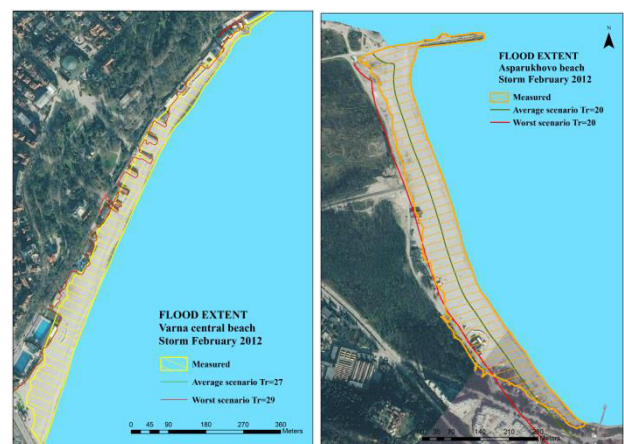 FLOOD EXTENT
Varna central beach
Storm February 2012
Measured
Average scenario Tr=27
Worst scenario Tr=29
0 45 90 180 270 360
Meters
N
FLOOD EXTENT
Asparukhovo beach
Storm February 2012
Measured
Average scenario Tr=20
Worst scenario Tr=20
140 210
Meters